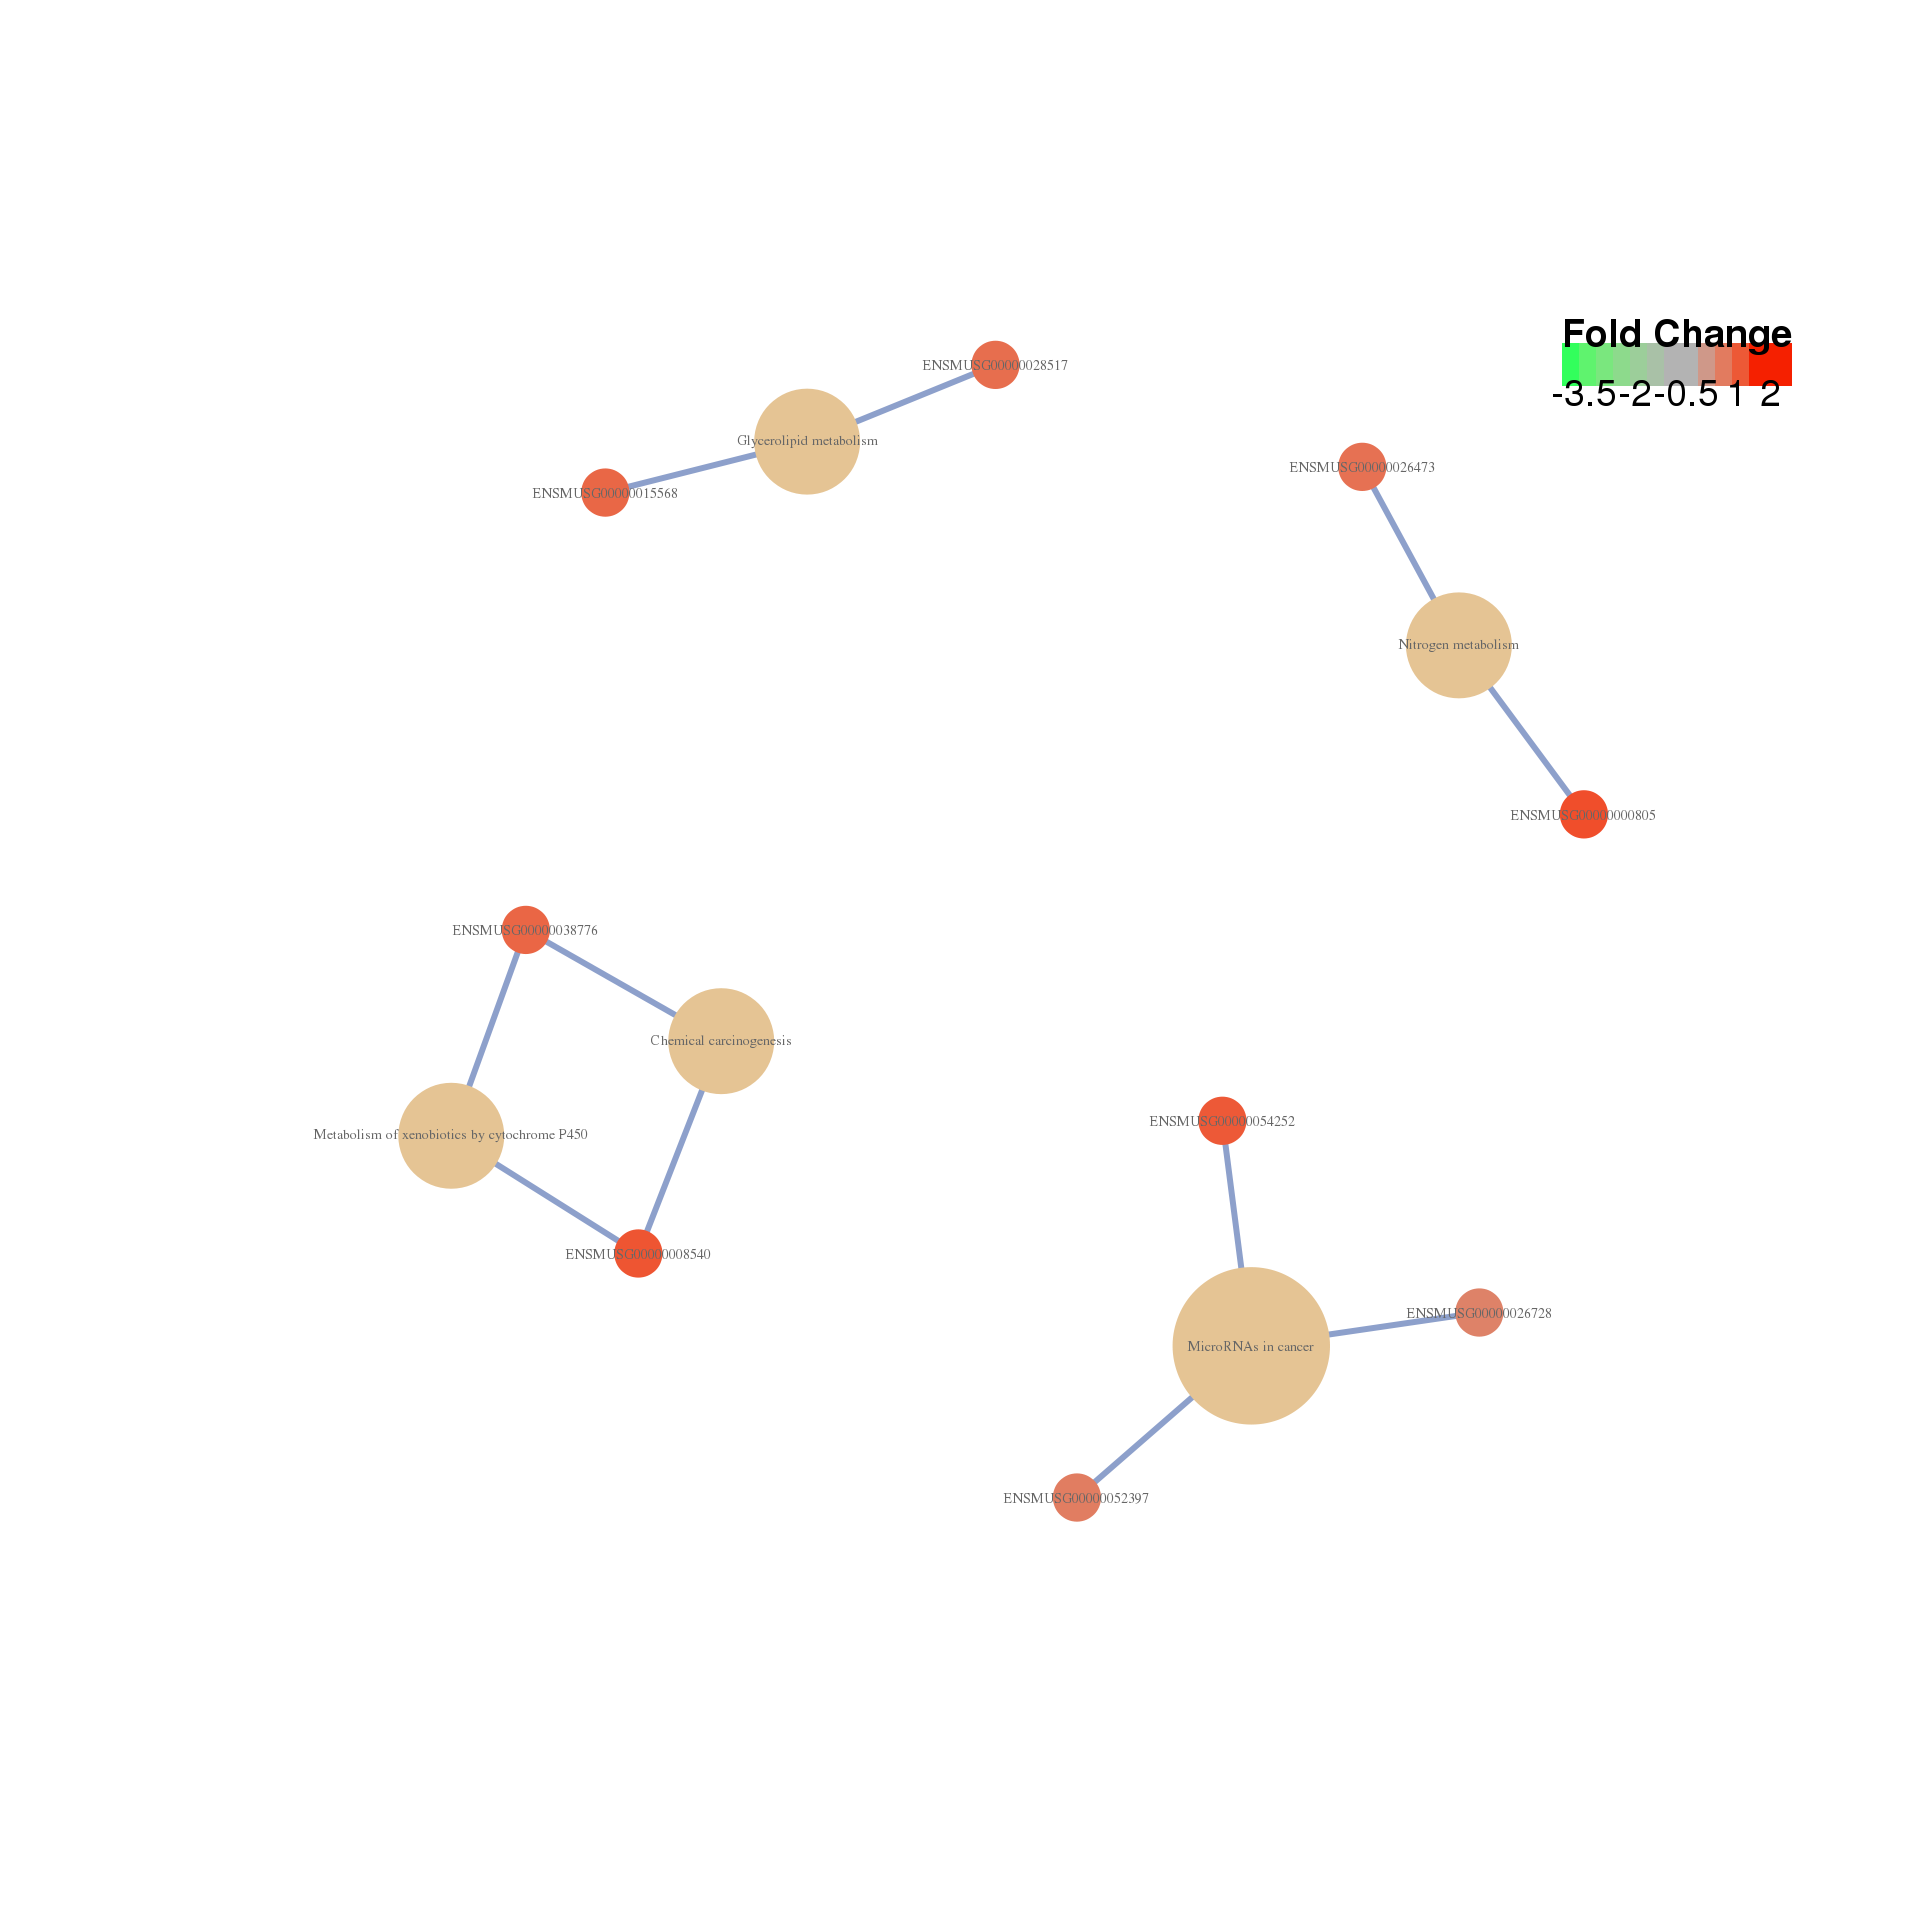 Fold Change
-3.5 -2 -0.5 1 2
ENSMUSG00000028517
Glycerolipid metabolism
ENSMUSG00000015568
ENSMUSG00000026473
Nitrogen metabolism
ENSMUSG00000000805
ENSMUSG00000038776
Chemical carcinogenesis
Metabolism of xenobiotics by cytochrome P450
ENSMUSG00000008540
ENSMUSG00000054252
ENSMUSG00000026728
MicroRNAs in cancer
ENSMUSG00000052397